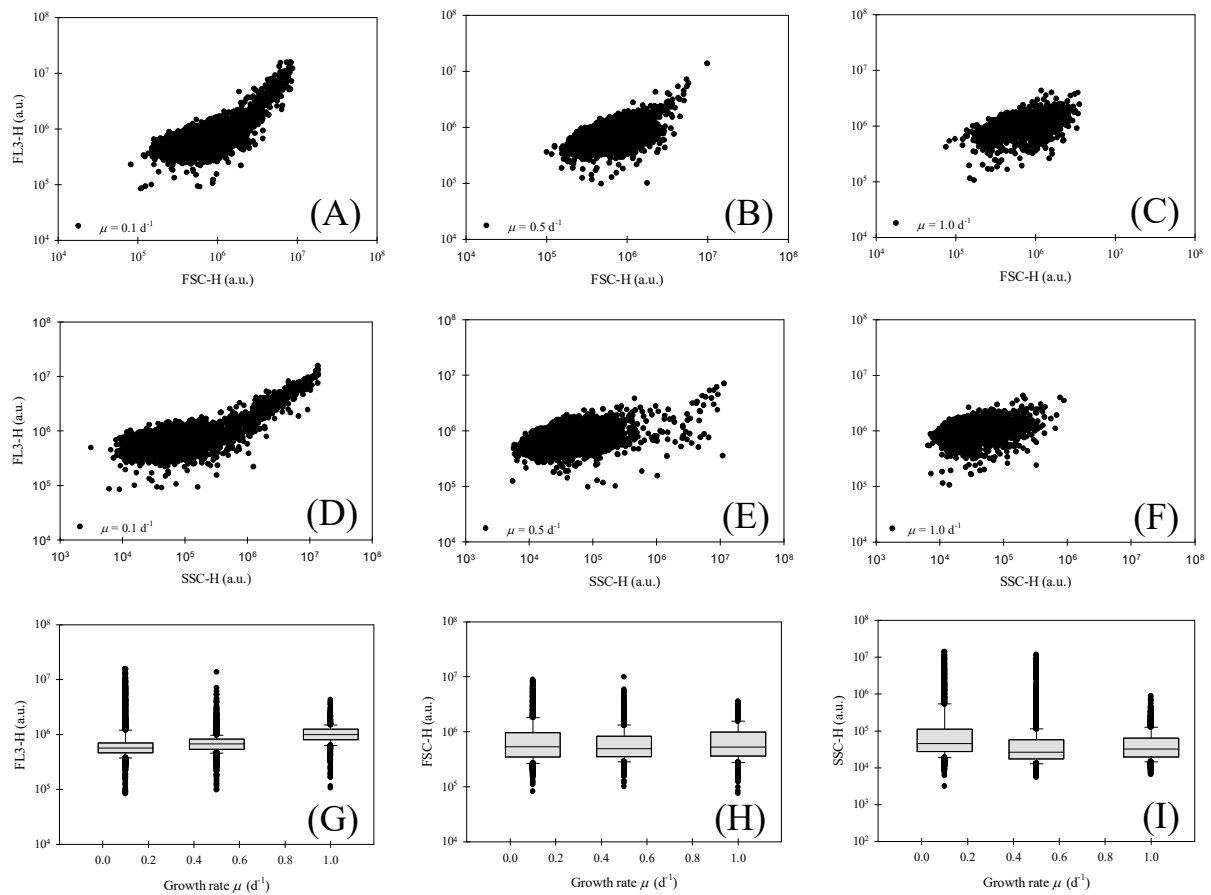 10⁸ 10⁸ 10⁸
10⁷ 10⁷ 10⁷
FL3-H (a.u.)
10⁶ 10⁶ 10⁶
10⁵ 10⁵ 10⁵
μ = 0.1 d⁻¹ (A) μ = 0.5 d⁻¹ (B) μ = 1.0 d⁻¹ (C)
10⁴ 10⁴ 10⁴
10⁴ 10⁵ 10⁶ 10⁷ 10⁸ 10⁴ 10⁵ 10⁶ 10⁷ 10⁸ 10⁴ 10⁵ 10⁶ 10⁷ 10⁸
FSC-H (a.u.) FSC-H (a.u.) FSC-H (a.u.)
10⁸ 10⁸ 10⁸
10⁷ 10⁷ 10⁷
FL3-H (a.u.)
10⁶ 10⁶ 10⁶
10⁵ 10⁵ 10⁵
μ = 0.1 d⁻¹ (D) μ = 0.5 d⁻¹ (E) μ = 1.0 d⁻¹ (F)
10⁴ 10⁴ 10⁴
10³ 10⁴ 10⁵ 10⁶ 10⁷ 10⁸ 10³ 10⁴ 10⁵ 10⁶ 10⁷ 10⁸ 10³ 10⁴ 10⁵ 10⁶ 10⁷ 10⁸
SSC-H (a.u.) SSC-H (a.u.) SSC-H (a.u.)
10⁸ 10⁸ 10⁸
10⁷ 10⁷ 10⁷
FL3-H (a.u.) FSC-H (a.u.) SSC-H (a.u.)
10⁶ 10⁶ 10⁶
10⁵ 10⁵ 10⁵
10⁴
10³
(G) (H) (I)
10⁴ 10⁴ 10²
0.0 0.2 0.4 0.6 0.8 1.0 0.0 0.2 0.4 0.6 0.8 1.0 0.0 0.2 0.4 0.6 0.8 1.0
Growth rate μ (d⁻¹) Growth rate μ (d⁻¹) Growth rate μ (d⁻¹)